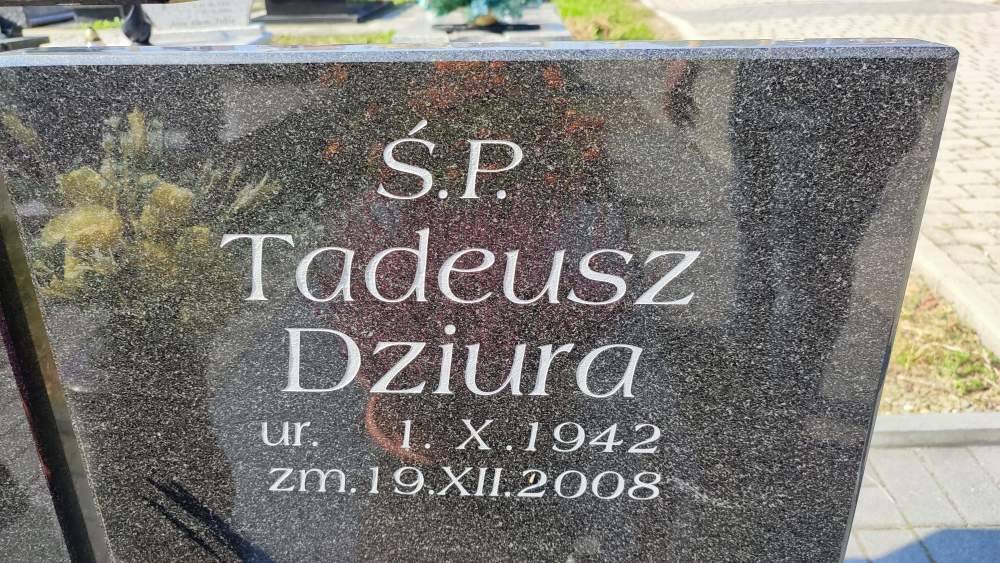 Ś.P.
Tadeusz
Dziura
ur. 1. X. 1942
zm. 19.XII.2008